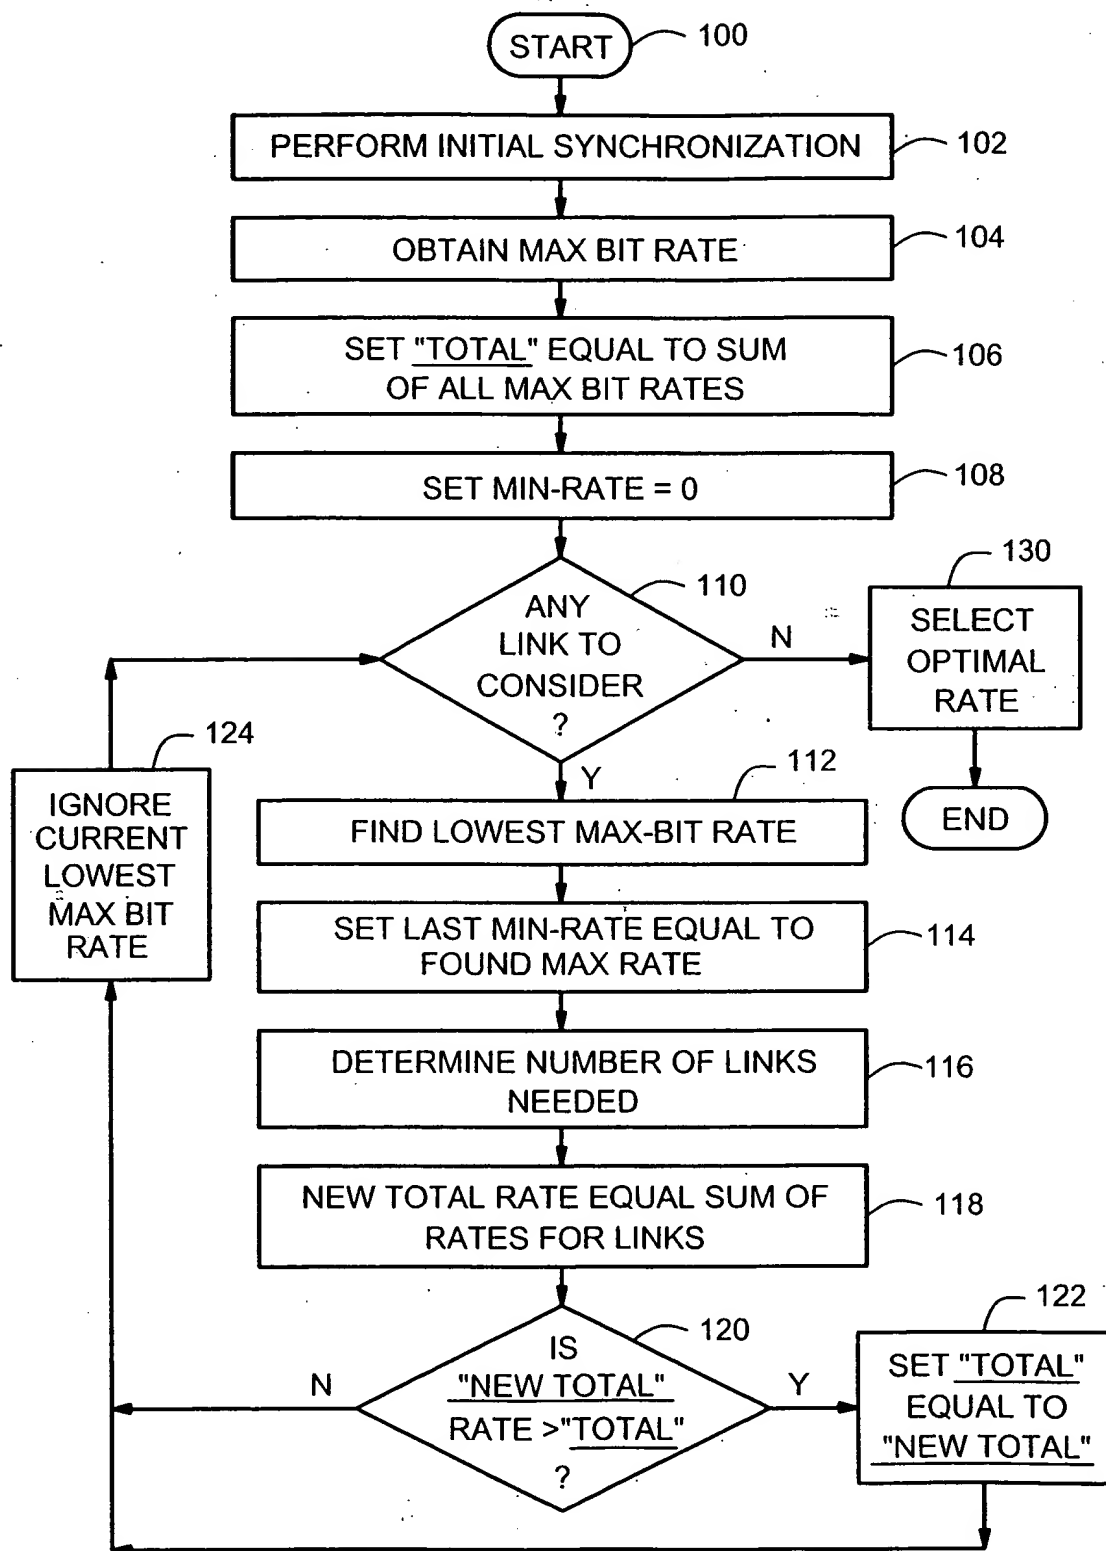 START
100
PERFORM INITIAL SYNCHRONIZATION
102
OBTAIN MAX BIT RATE
104
SET "TOTAL" EQUAL TO SUM
OF ALL MAX BIT RATES
106
SET MIN-RATE = 0
108
ANY
LINK TO
CONSIDER
?
110
N
Y
130
SELECT
OPTIMAL
RATE
END
124
IGNORE
CURRENT
LOWEST
MAX BIT
RATE
112
FIND LOWEST MAX-BIT RATE
SET LAST MIN-RATE EQUAL TO
FOUND MAX RATE
114
DETERMINE NUMBER OF LINKS
NEEDED
116
NEW TOTAL RATE EQUAL SUM OF
RATES FOR LINKS
118
IS
"NEW TOTAL"
RATE >"TOTAL"
?
120
N
Y
122
SET "TOTAL"
EQUAL TO
"NEW TOTAL"